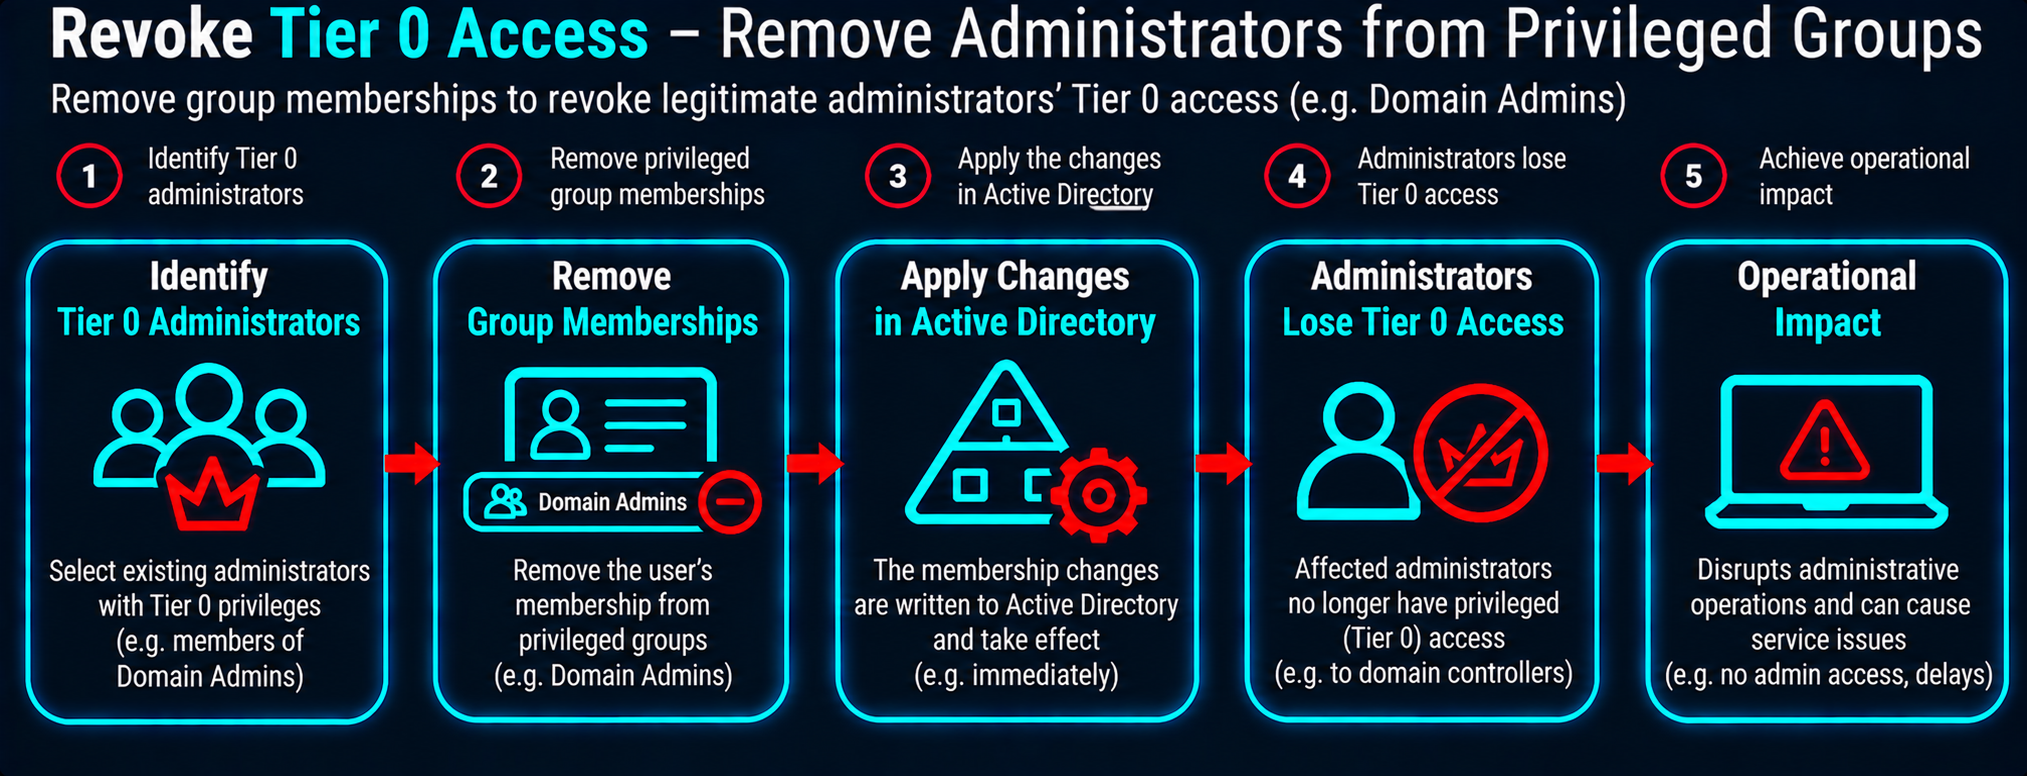 Revoke Tier 0 Access – Remove Administrators from Privileged Groups
Remove group memberships to revoke legitimate administrators’ Tier 0 access (e.g. Domain Admins)
1
Identify Tier 0
administrators
2
Remove privileged
group memberships
3
Apply the changes
in Active Directory
4
Administrators lose
Tier 0 access
5
Achieve operational
impact
Identify
Tier 0 Administrators
Select existing administrators
with Tier 0 privileges
(e.g. members of
Domain Admins)
Remove
Group Memberships
Domain Admins
Remove the user’s
membership from
privileged groups
(e.g. Domain Admins)
Apply Changes
in Active Directory
The membership changes
are written to Active Directory
and take effect
(e.g. immediately)
Administrators
Lose Tier 0 Access
Affected administrators
no longer have privileged
(Tier 0) access
(e.g. to domain controllers)
Operational
Impact
Disrupts administrative
operations and can cause
service issues
(e.g. no admin access, delays)